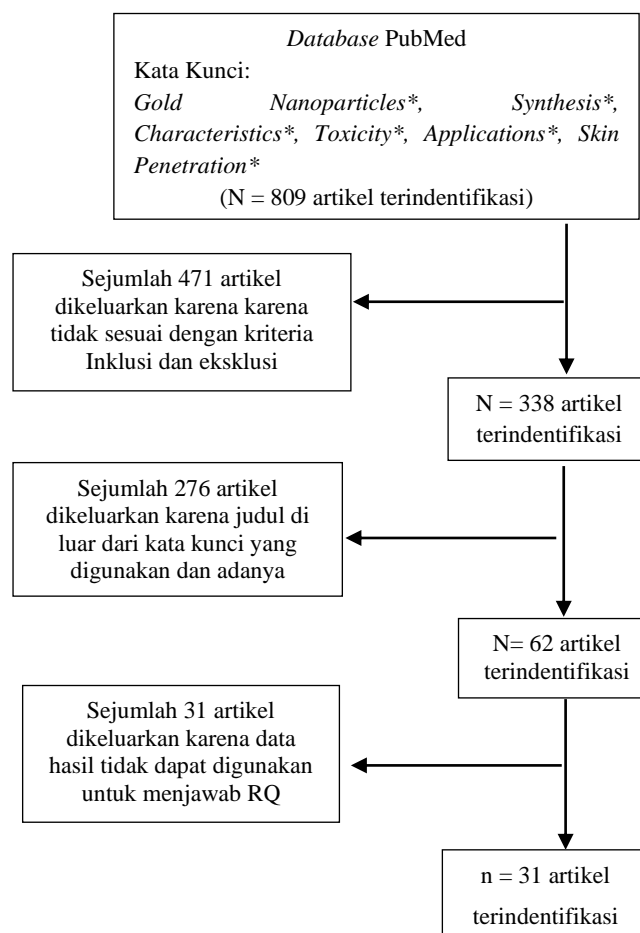 Database PubMed
Kata Kunci:
Gold Nanoparticles*, Synthesis*,
Characteristics*, Toxicity*, Applications*, Skin
Penetration*
(N = 809 artikel terindentifikasi)
Sejumlah 471 artikel
dikeluarkan karena karena
tidak sesuai dengan kriteria
Inklusi dan eksklusi
N = 338 artikel
terindentifikasi
Sejumlah 276 artikel
dikeluarkan karena judul di
luar dari kata kunci yang
digunakan dan adanya
N= 62 artikel
terindentifikasi
Sejumlah 31 artikel
dikeluarkan karena data
hasil tidak dapat digunakan
untuk menjawab RQ
n = 31 artikel
terindentifikasi